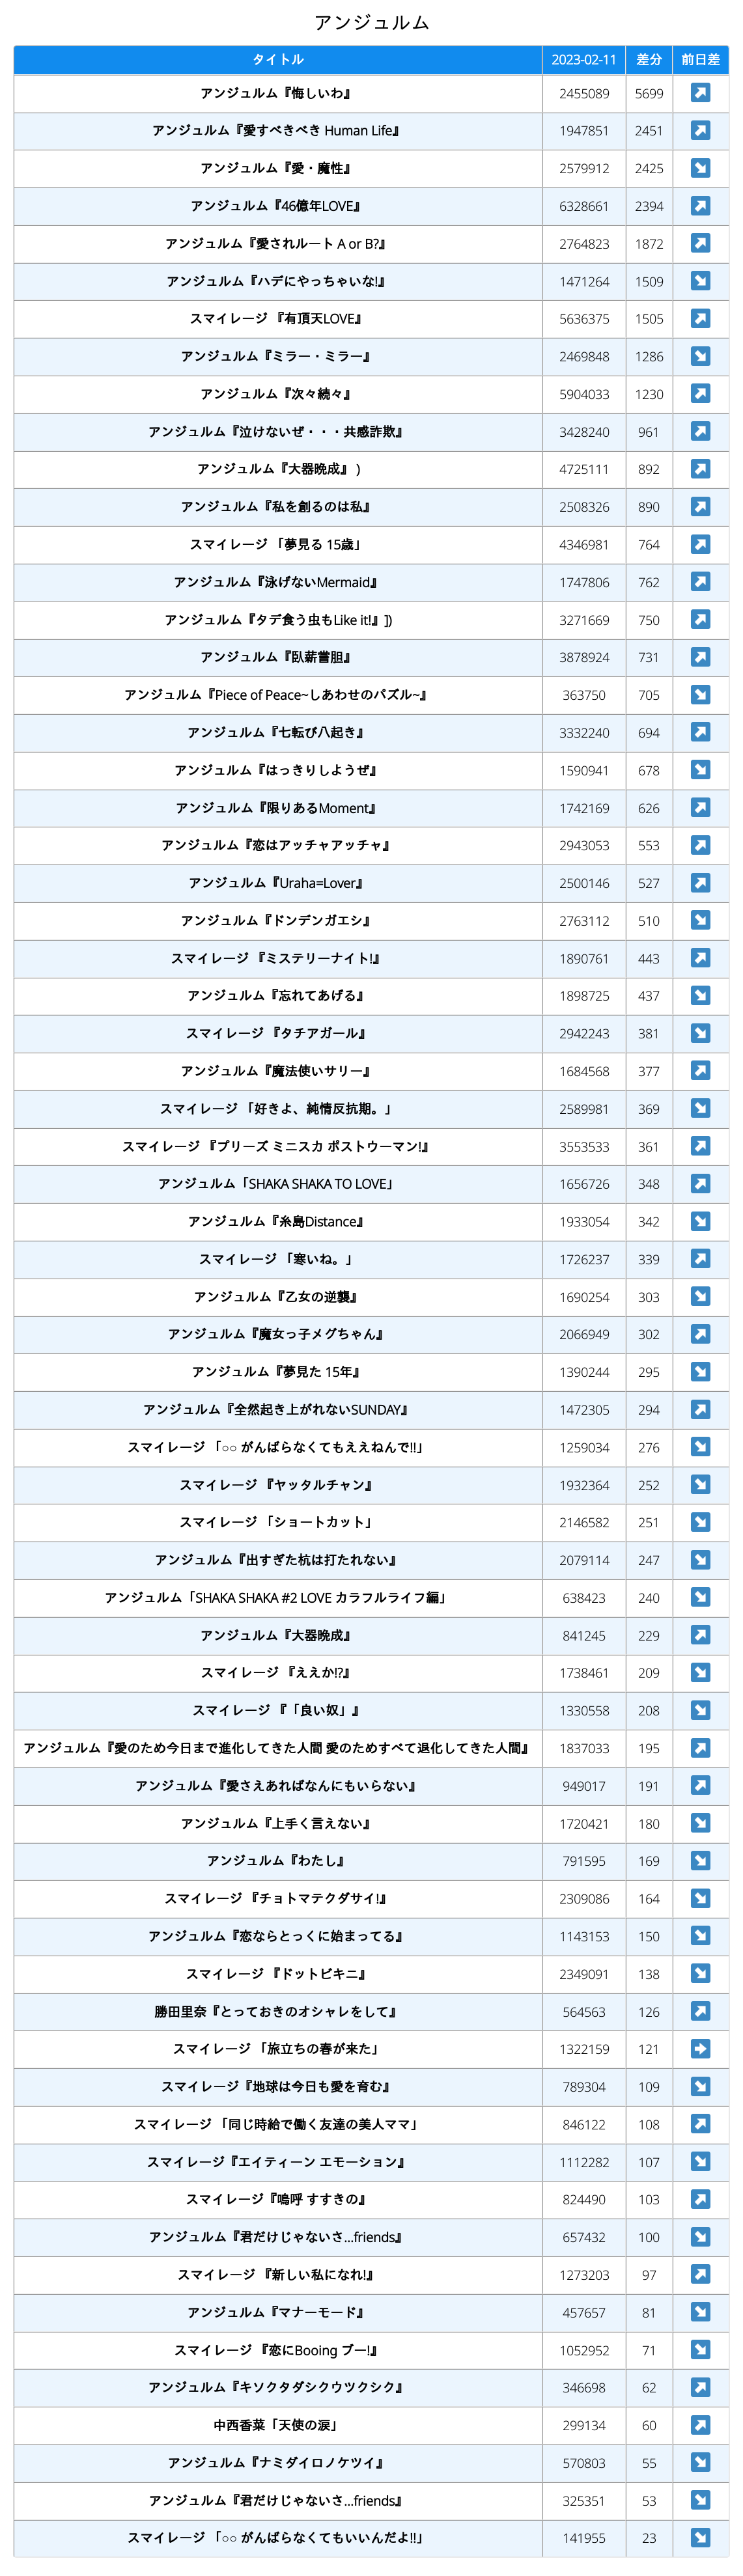 アンジュルム
タイトル 2023-02-11 差分 前日差
アンジュルム『悔しいわ』 2455089 5699 ↗
アンジュルム『愛すべきべき Human Life』 1947851 2451 ↗
アンジュルム『愛・魔性』 2579912 2425 ↘
アンジュルム『46億年LOVE』 6328661 2394 ↗
アンジュルム『愛されルート A or B?』 2764823 1872 ↗
アンジュルム『ハデにやっちゃいな!』 1471264 1509 ↘
スマイレージ 『有頂天LOVE』 5636375 1505 ↗
アンジュルム『ミラー・ミラー』 2469848 1286 ↘
アンジュルム『次々続々』 5904033 1230 ↗
アンジュルム『泣けないぜ・・・共感詐欺』 3428240 961 ↗
アンジュルム『大器晩成』 ) 4725111 892 ↗
アンジュルム『私を創るのは私』 2508326 890 ↗
スマイレージ 「夢見る 15歳」 4346981 764 ↗
アンジュルム『泳げないMermaid』 1747806 762 ↗
アンジュルム『タデ食う虫もLike it!』]) 3271669 750 ↗
アンジュルム『臥薪嘗胆』 3878924 731 ↗
アンジュルム『Piece of Peace~しあわせのパズル~』 363750 705 ↘
アンジュルム『七転び八起き』 3332240 694 ↗
アンジュルム『はっきりしようぜ』 1590941 678 ↘
アンジュルム『限りあるMoment』 1742169 626 ↗
アンジュルム『恋はアッチャアッチャ』 2943053 553 ↗
アンジュルム『Uraha=Lover』 2500146 527 ↗
アンジュルム『ドンデンガエシ』 2763112 510 ↘
スマイレージ 『ミステリーナイト!』 1890761 443 ↗
アンジュルム『忘れてあげる』 1898725 437 ↘
スマイレージ 『タチアガール』 2942243 381 ↘
アンジュルム『魔法使いサリー』 1684568 377 ↗
スマイレージ 「好きよ、純情反抗期。」 2589981 369 ↘
スマイレージ 『プリーズ ミニスカ ポストウーマン!』 3553533 361 ↗
アンジュルム「SHAKA SHAKA TO LOVE」 1656726 348 ↗
アンジュルム『糸島Distance』 1933054 342 ↘
スマイレージ 「寒いね。」 1726237 339 ↗
アンジュルム『乙女の逆襲』 1690254 303 ↘
アンジュルム『魔女っ子メグちゃん』 2066949 302 ↗
アンジュルム『夢見た 15年』 1390244 295 ↘
アンジュルム『全然起き上がれないSUNDAY』 1472305 294 ↗
スマイレージ 「○○ がんばらなくてもええねんで!!」 1259034 276 ↘
スマイレージ 『ヤッタルチャン』 1932364 252 ↘
スマイレージ 「ショートカット」 2146582 251 ↘
アンジュルム『出すぎた杭は打たれない』 2079114 247 ↘
アンジュルム「SHAKA SHAKA #2 LOVE カラフルライフ編」 638423 240 ↘
アンジュルム『大器晩成』 841245 229 ↗
スマイレージ 『ええか!?』 1738461 209 ↘
スマイレージ 『「良い奴」』 1330558 208 ↘
アンジュルム『愛のため今日まで進化してきた人間 愛のためすべて退化してきた人間』 1837033 195 ↗
アンジュルム『愛さえあればなんにもいらない』 949017 191 ↗
アンジュルム『上手く言えない』 1720421 180 ↘
アンジュルム『わたし』 791595 169 ↘
スマイレージ 『チョトマテクダサイ!』 2309086 164 ↘
アンジュルム『恋ならとっくに始まってる』 1143153 150 ↘
スマイレージ 『ドットビキニ』 2349091 138 ↘
勝田里奈『とっておきのオシャレをして』 564563 126 ↗
スマイレージ 「旅立ちの春が来た」 1322159 121 ➡
スマイレージ『地球は今日も愛を育む』 789304 109 ↘
スマイレージ 「同じ時給で働く友達の美人ママ」 846122 108 ↗
スマイレージ『エイティーン エモーション』 1112282 107 ↘
スマイレージ『嗚呼 すすきの』 824490 103 ↗
アンジュルム『君だけじゃないさ...friends』 657432 100 ↘
スマイレージ 『新しい私になれ!』 1273203 97 ↗
アンジュルム『マナーモード』 457657 81 ↘
スマイレージ 『恋にBooing ブー!』 1052952 71 ↘
アンジュルム『キソクタダシクウツクシク』 346698 62 ↗
中西香菜「天使の涙」 299134 60 ↗
アンジュルム『ナミダイロノケツイ』 570803 55 ↘
アンジュルム『君だけじゃないさ...friends』 325351 53 ↘
スマイレージ 「○○ がんばらなくてもいいんだよ!!」 141955 23 ↘